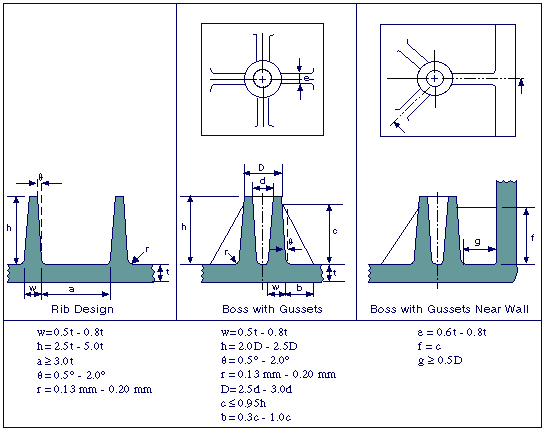 e
θ
h
r
t
w
a
Rib Design
D
d
h
c
θ
r
t
w
b
Boss with Gussets
g
f
Boss with Gussets Near Wall
w=0.5t - 0.8t
h= 2.5t - 5.0t
a ≥ 3.0t
θ = 0.5° - 2.0°
r = 0.13 mm - 0.20 mm
w=0.5t - 0.8t
h= 2.0D - 2.5D
θ = 0.5° - 2.0°
r = 0.13 mm - 0.20 mm
D= 2.5d - 3.0d
c ≤ 0.95h
b= 0.3c - 1.0c
e = 0.6t - 0.8t
f = c
g ≥ 0.5D